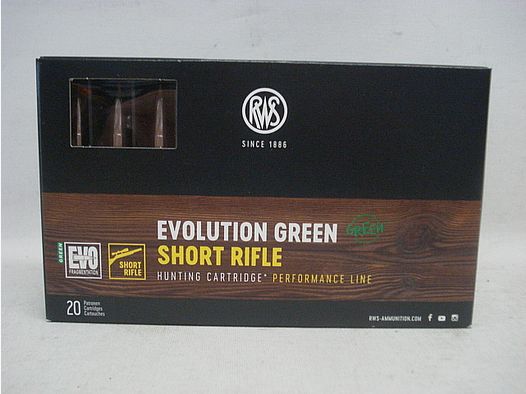 RWS
SINCE 1886
EVOLUTION GREEN
GREEN
SHORT RIFLE
HUNTING CARTRIDGE* PERFORMANCE LINE
GREEN
EVO
FRAGMENTATION
SHORT
RIFLE
20
Patronen
Cartridges
Cartouches
RWS-AMMUNITION.COM